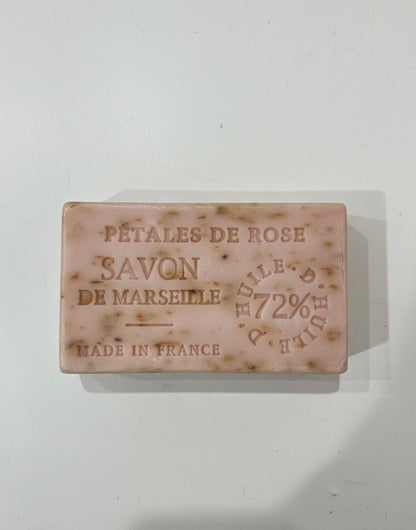 PÉTALES DE ROSE
SAVON
DE MARSEILLE
MADE IN FRANCE
D'HUILE · D'HUILE ·
72%